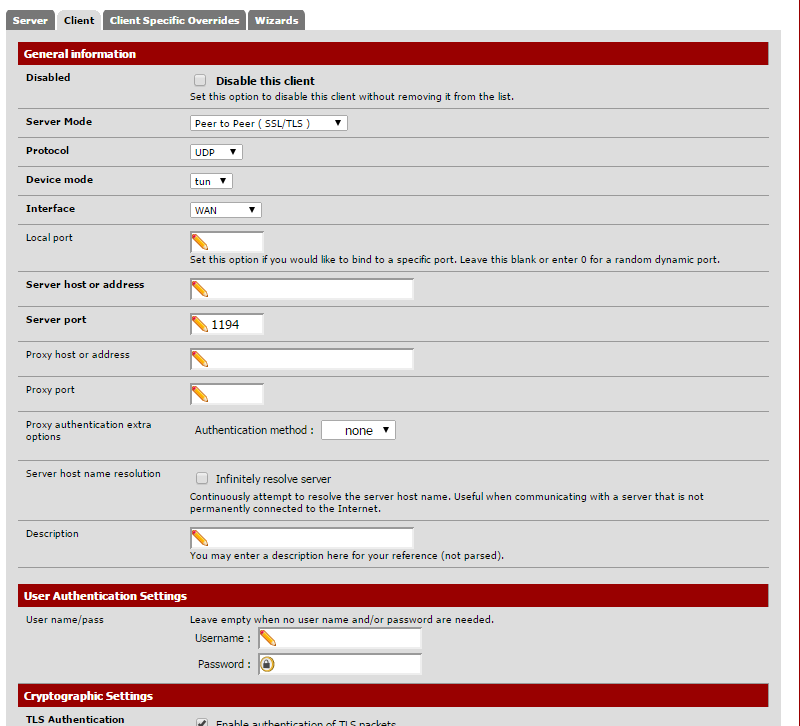 Server Client Client Specific Overrides Wizards
General information
Disabled Disable this client
Set this option to disable this client without removing it from the list.
Server Mode Peer to Peer ( SSL/TLS )
Protocol UDP
Device mode tun
Interface WAN
Local port
Set this option if you would like to bind to a specific port. Leave this blank or enter 0 for a random dynamic port.
Server host or address
Server port 1194
Proxy host or address
Proxy port
Proxy authentication extra
options
Authentication method : none
Server host name resolution Infinitely resolve server
Continuously attempt to resolve the server host name. Useful when communicating with a server that is not
permanently connected to the Internet.
Description
You may enter a description here for your reference (not parsed).
User Authentication Settings
User name/pass Leave empty when no user name and/or password are needed.
Username :
Password :
Cryptographic Settings
TLS Authentication Enable authentication of TLS packets.